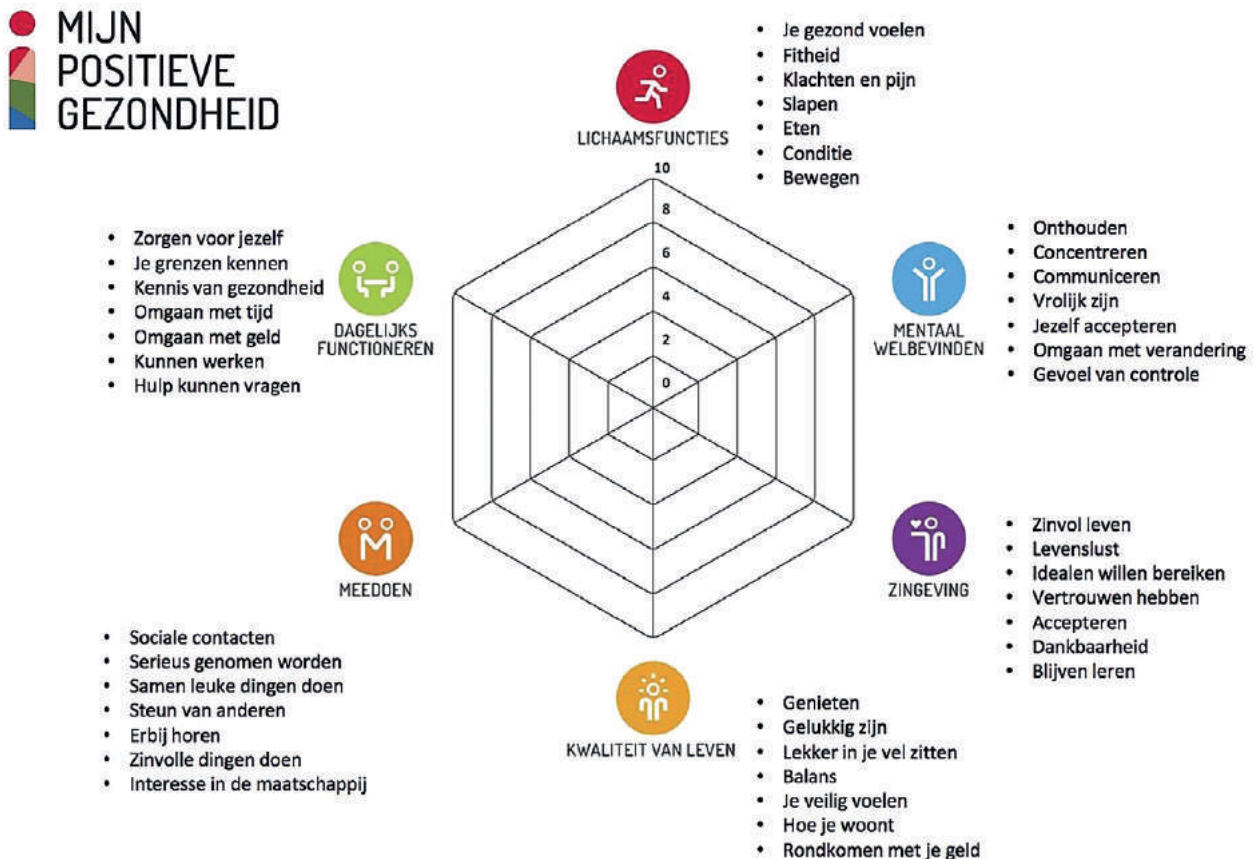 MIJN
POSITIEVE
GEZONDHEID
LICHAAMSFUNCTIES
• Je gezond voelen
• Fitheid
• Klachten en pijn
• Slapen
• Eten
• Conditie
• Bewegen
10
8
6
4
2
0
MENTAAL
WELBEVINDEN
• Onthouden
• Concentreren
• Communiceren
• Vrolijk zijn
• Jezelf accepteren
• Omgaan met verandering
• Gevoel van controle
ZINGEVING
• Zinvol leven
• Levenslust
• Idealen willen bereiken
• Vertrouwen hebben
• Accepteren
• Dankbaarheid
• Blijven leren
KWALITEIT VAN LEVEN
• Genieten
• Gelukkig zijn
• Lekker in je vel zitten
• Balans
• Je veilig voelen
• Hoe je woont
• Rondkomen met je geld
MEEDOEN
• Sociale contacten
• Serieus genomen worden
• Samen leuke dingen doen
• Steun van anderen
• Erbij horen
• Zinvolle dingen doen
• Interesse in de maatschappij
DAGELIJKS
FUNCTIONEREN
• Zorgen voor jezelf
• Je grenzen kennen
• Kennis van gezondheid
• Omgaan met tijd
• Omgaan met geld
• Kunnen werken
• Hulp kunnen vragen